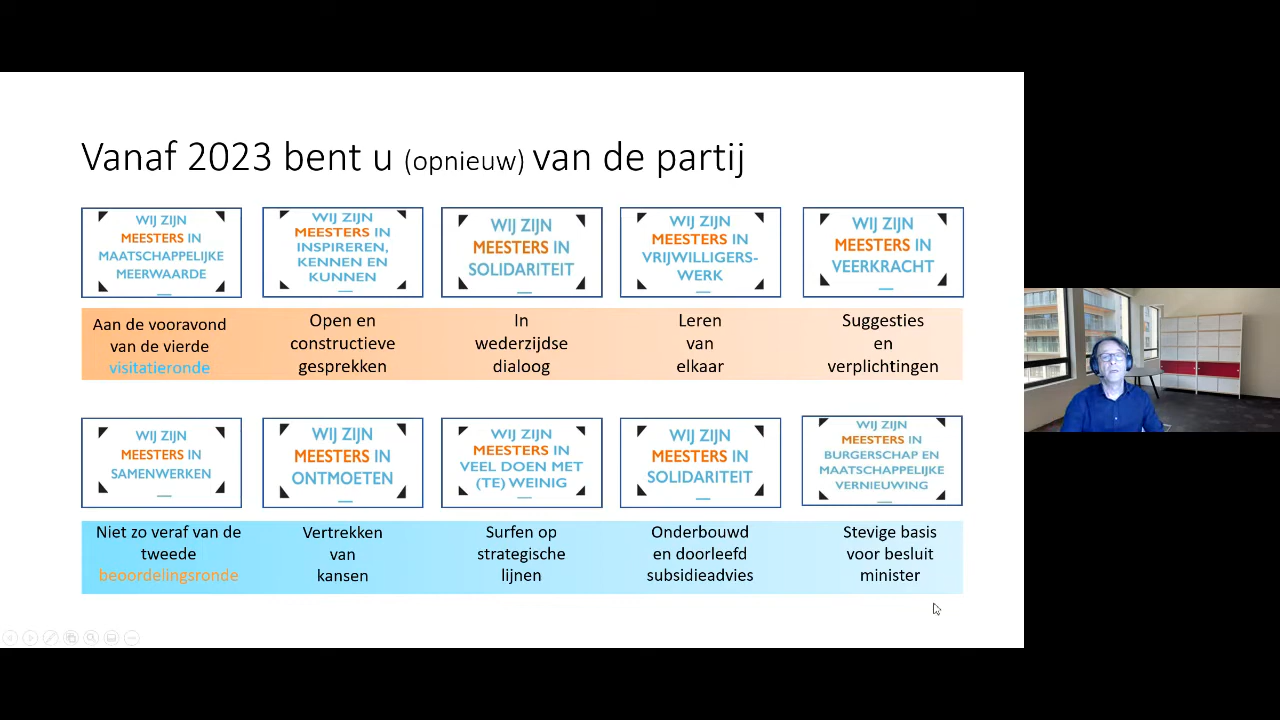 Vanaf 2023 bent u (opnieuw) van de partij
WIJ ZIJN
MEESTERS IN
MAATSCHAPPELIJKE
MEERWAARDE
WIJ ZIJN
MEESTERS IN
INSPIREREN,
KENNEN EN
KUNNEN
WIJ ZIJN
MEESTERS IN
SOLIDARITEIT
WIJ ZIJN
MEESTERS IN
VRIJWILLIGERS-
WERK
WIJ ZIJN
MEESTERS IN
VEERKRACHT
Aan de vooravond
van de vierde
visitatieronde
Open en
constructieve
gesprekken
In
wederzijdse
dialoog
Leren
van
elkaar
Suggesties
en
verplichtingen
WIJ ZIJN
MEESTERS IN
SAMENWERKEN
WIJ ZIJN
MEESTERS IN
ONTMOETEN
WIJ ZIJN
MEESTERS IN
VEEL DOEN MET
(TE) WEINIG
WIJ ZIJN
MEESTERS IN
SOLIDARITEIT
WIJ ZIJN
MEESTERS IN
BURGERSCHAP EN
MAATSCHAPPELIJKE
VERNIEUWING
Niet zo veraf van de
tweede
beoordelingsronde
Vertrekken
van
kansen
Surfen op
strategische
lijnen
Onderbouwd
en doorleefd
subsidieadvies
Stevige basis
voor besluit
minister